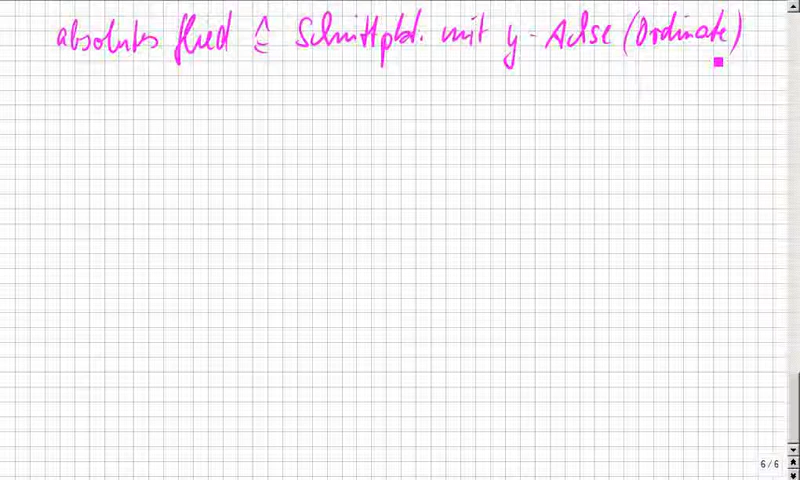 absolutes Glied ≙ Schnittpkt. mit y-Achse (Ordinate)
6/6